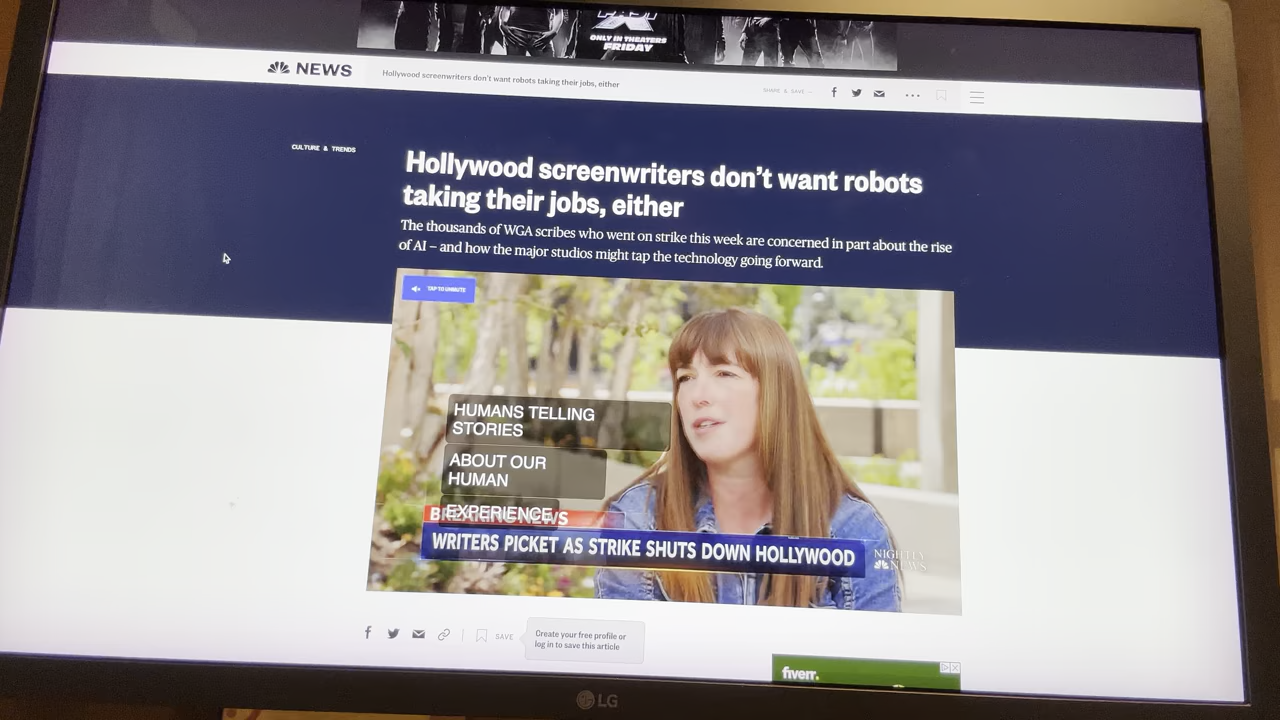 ONLY IN THEATERS
FRIDAY
NEWS
Hollywood screenwriters don't want robots taking their jobs, either
SHARE & SAVE
CULTURE & TRENDS
Hollywood screenwriters don't want robots
taking their jobs, either
The thousands of WGA scribes who went on strike this week are concerned in part about the rise
of AI – and how the major studios might tap the technology going forward.
TAP TO UNMUTE
HUMANS TELLING
STORIES
ABOUT OUR
HUMAN
EXPERIENCE
BREAKING NEWS
WRITERS PICKET AS STRIKE SHUTS DOWN HOLLYWOOD
NIGHTLY
NEWS
SAVE
Create your free profile or
log in to save this article
fiverr.
LG